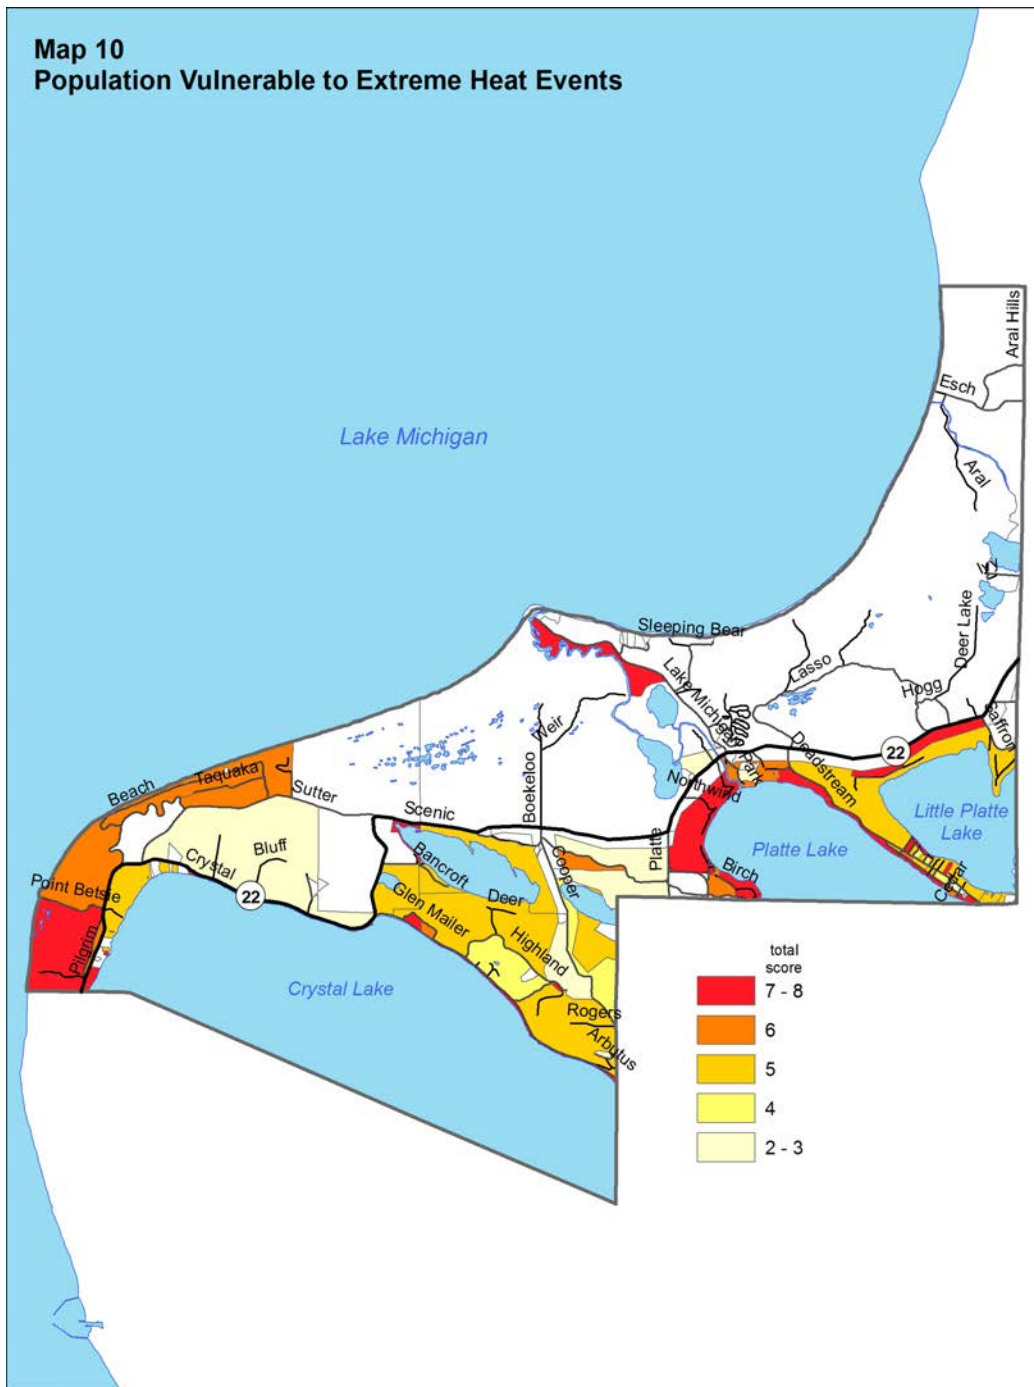 Map 10
Population Vulnerable to Extreme Heat Events
Aral Hills
Esch
Lake Michigan
Aral
Ivy
Deer Lake
Sleeping Bear
Lasso
Lake Michigan
Hogg
Saffron
Weir
22
Deadstream
Park
Beach
Taquaka
Sutter
Boekeloo
Northwind
Scenic
Little Platte
Lake
Platte
Platte Lake
Bluff
Crystal
Bancroft
Cooper
Birch
Cedar
Point Betsie
22
Glen Mailer
Deer
Highland
Pilgrim
Crystal Lake
Rogers
Arbutus
total
score
7 - 8
6
5
4
2 - 3